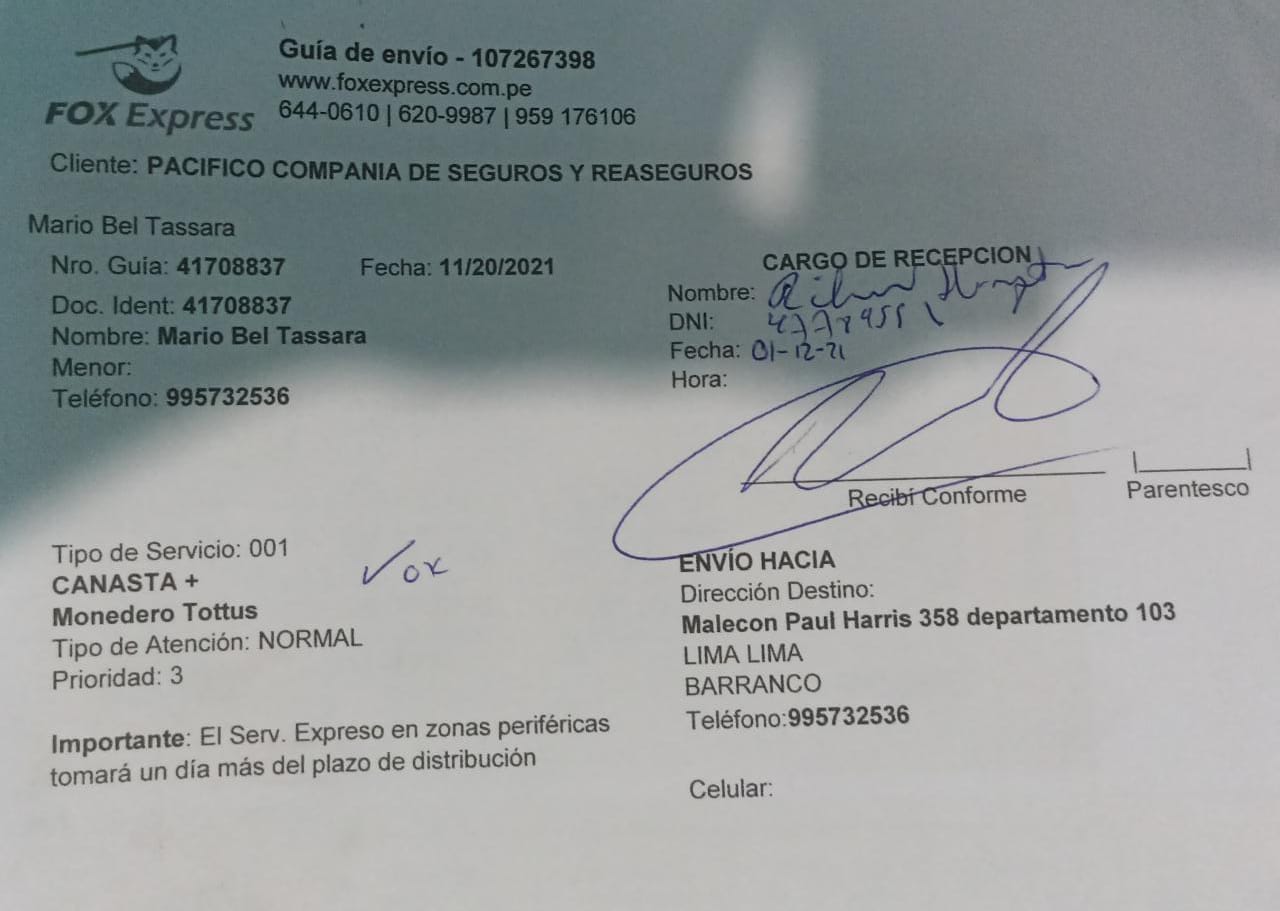 FOX Express
Guía de envío - 107267398
www.foxexpress.com.pe
644-0610 | 620-9987 | 959 176106
Cliente: PACIFICO COMPANIA DE SEGUROS Y REASEGUROS
Mario Bel Tassara
Nro. Guía: 41708837
Fecha: 11/20/2021
Doc. Ident: 41708837
Nombre: Mario Bel Tassara
Menor:
Teléfono: 995732536
CARGO DE RECEPCION
Nombre:
DNI:
Fecha: 01-12-21
Hora:
Recibí Conforme
Parentesco
Tipo de Servicio: 001
CANASTA +
Monedero Tottus
Tipo de Atención: NORMAL
Prioridad: 3
Importante: El Serv. Expreso en zonas periféricas
tomará un día más del plazo de distribución
ENVÍO HACIA
Dirección Destino:
Malecon Paul Harris 358 departamento 103
LIMA LIMA
BARRANCO
Teléfono:995732536
Celular: